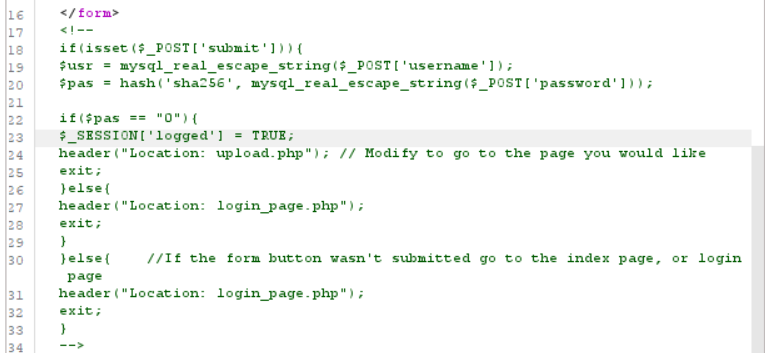 16 </form>
17 <!--
18 if(isset($_POST['submit'])){
19 $usr = mysql_real_escape_string($_POST['username']);
20 $pas = hash('sha256', mysql_real_escape_string($_POST['password']));
21
22 if($pas == "0"){
23 $_SESSION['logged'] = TRUE;
24 header("Location: upload.php"); // Modify to go to the page you would like
25 exit;
26 }else{
27 header("Location: login_page.php");
28 exit;
29 }
30 }else{    //If the form button wasn't submitted go to the index page, or login
page
31 header("Location: login_page.php");
32 exit;
33 }
34 -->